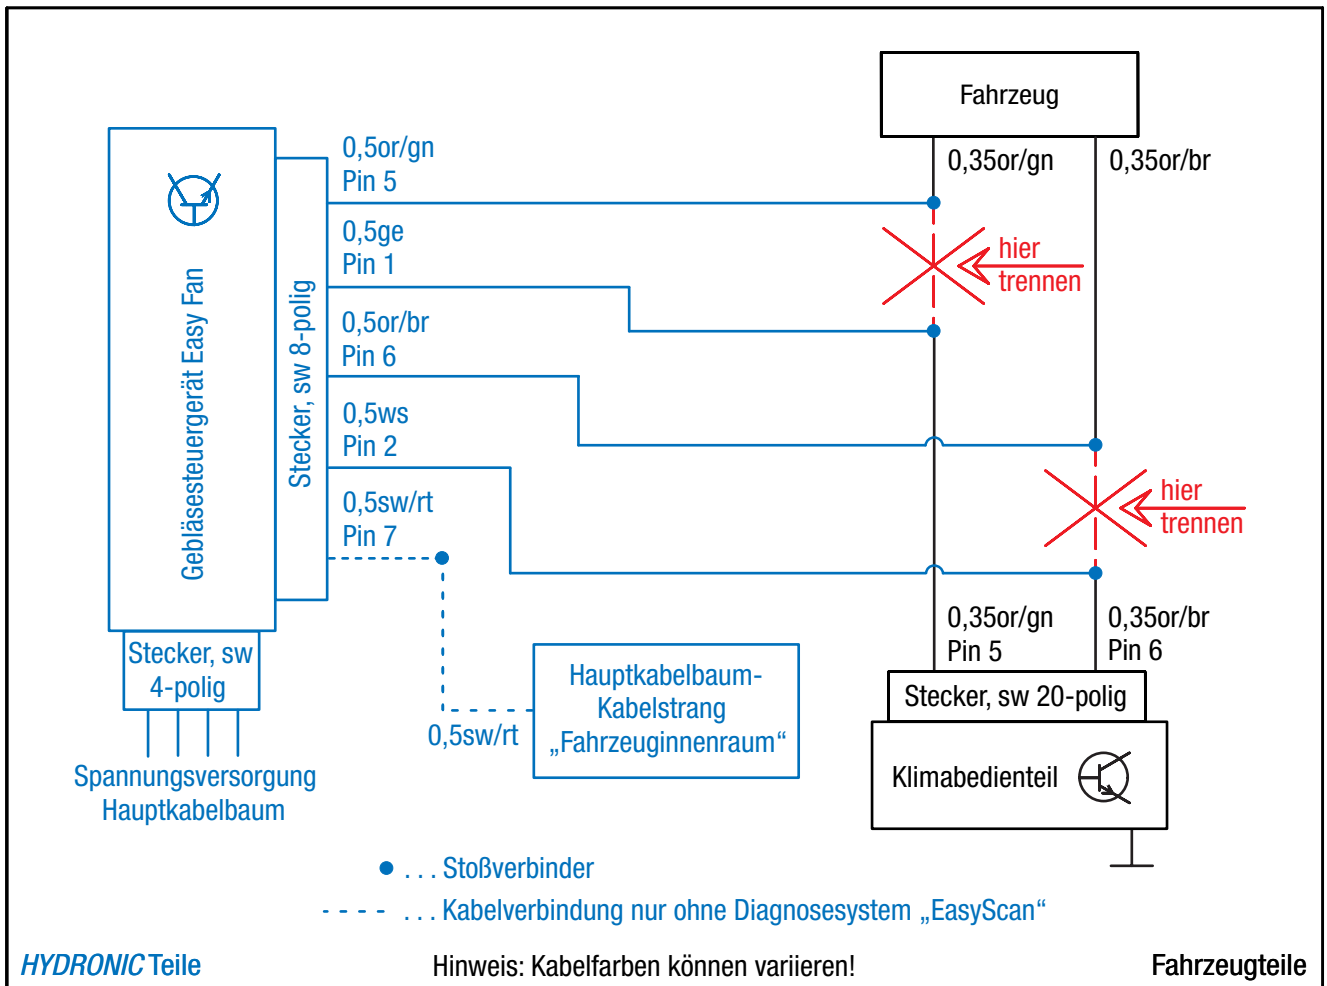 Fahrzeug
0,35or/gn
0,35or/br
0,5or/gn
Pin 5
0,5ge
Pin 1
0,5or/br
Pin 6
0,5ws
Pin 2
0,5sw/rt
Pin 7
Gebläsesteuergerät Easy Fan
Stecker, sw 8-polig
hier
trennen
hier
trennen
Stecker, sw
4-polig
Spannungsversorgung
Hauptkabelbaum
0,5sw/rt
Hauptkabelbaum-
Kabelstrang
„Fahrzeuginnenraum“
0,35or/gn
Pin 5
0,35or/br
Pin 6
Stecker, sw 20-polig
Klimabedienteil
. . . Stoßverbinder
. . . Kabelverbindung nur ohne Diagnosesystem „EasyScan“
HYDRONIC Teile
Hinweis: Kabelfarben können variieren!
Fahrzeugteile